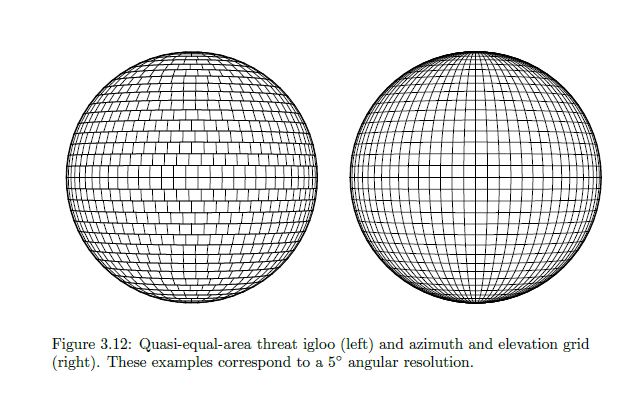 Figure 3.12: Quasi-equal-area threat igloo (left) and azimuth and elevation grid
(right). These examples correspond to a 5° angular resolution.